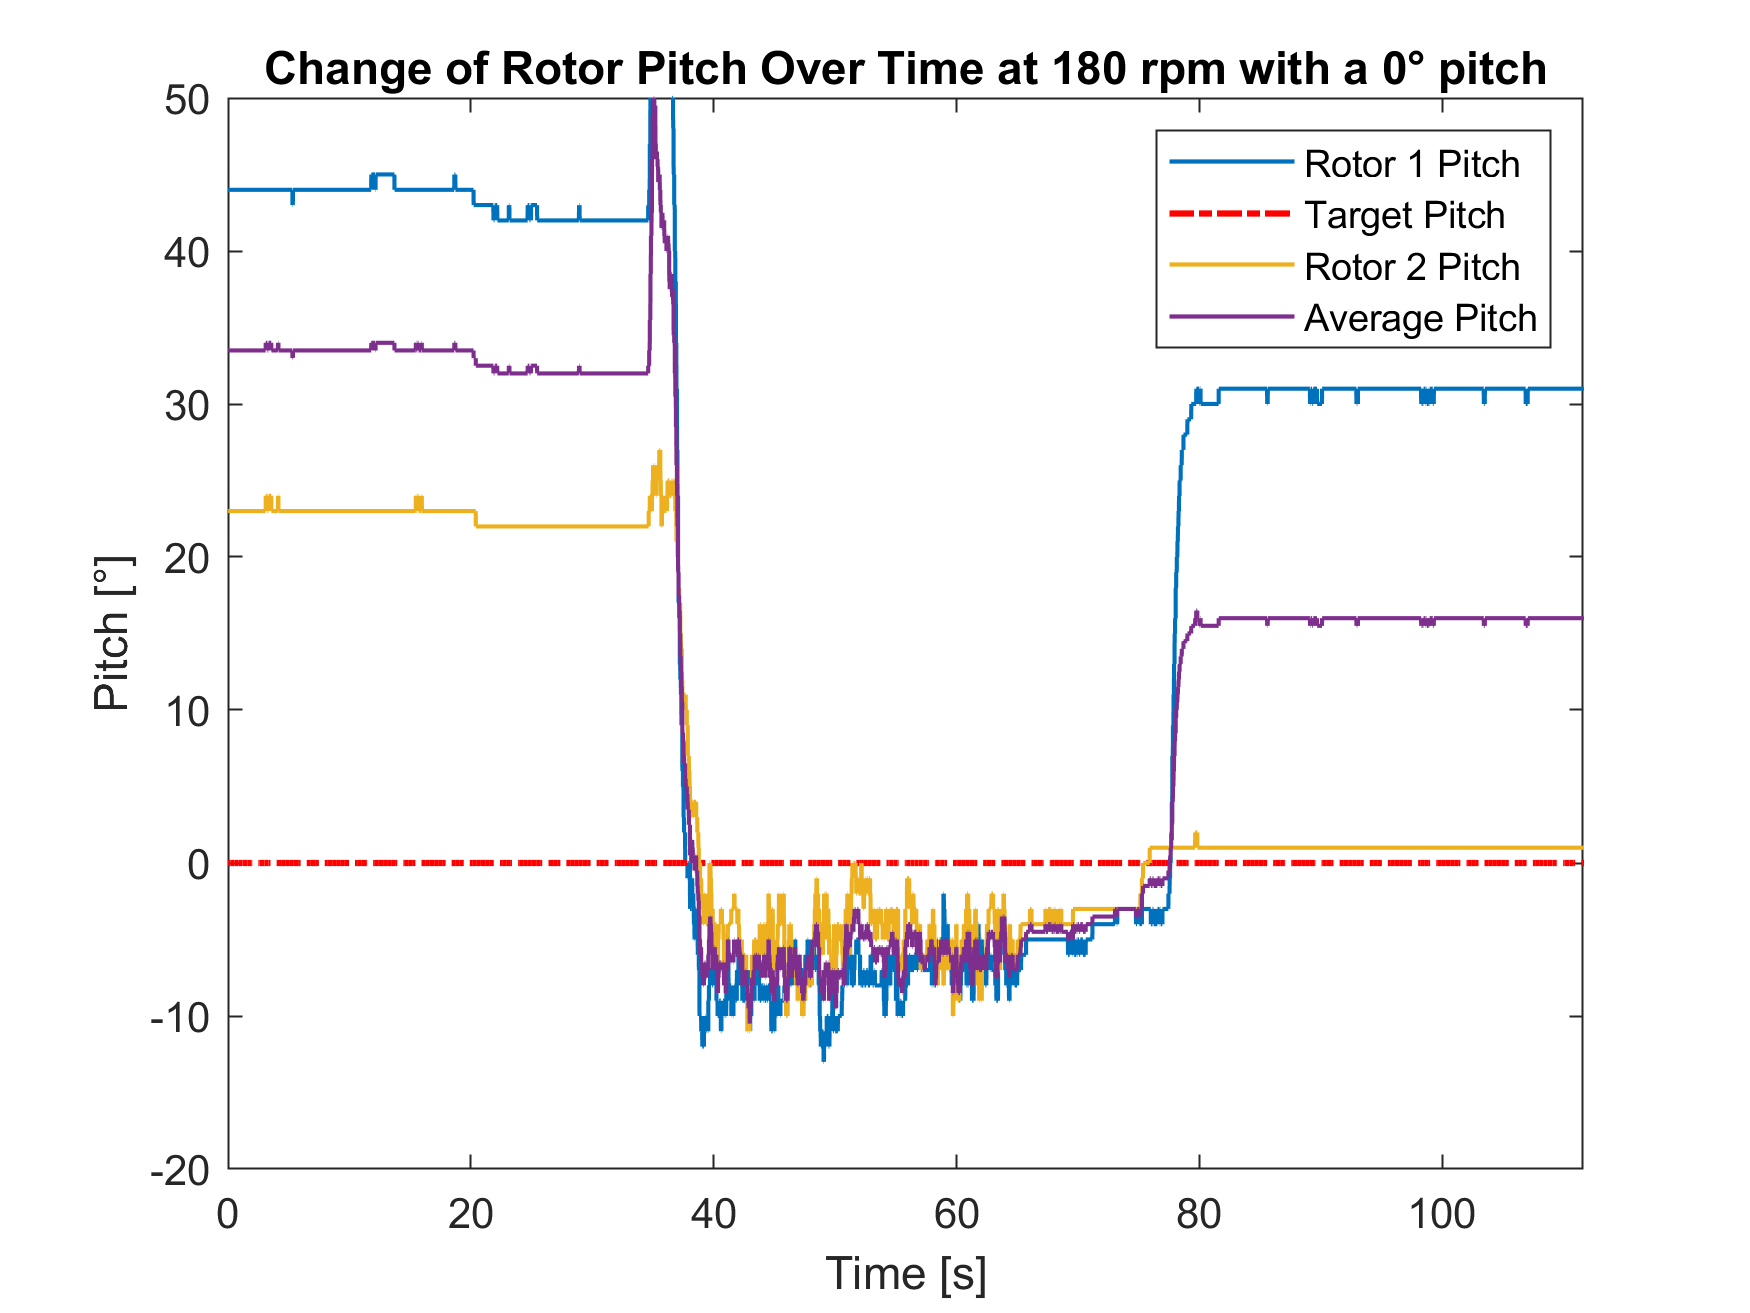 Change of Rotor Pitch Over Time at 180 rpm with a 0° pitch
50
40
30
20
10
0
-10
-20
Pitch [°]
Rotor 1 Pitch
Target Pitch
Rotor 2 Pitch
Average Pitch
0 20 40 60 80 100
Time [s]